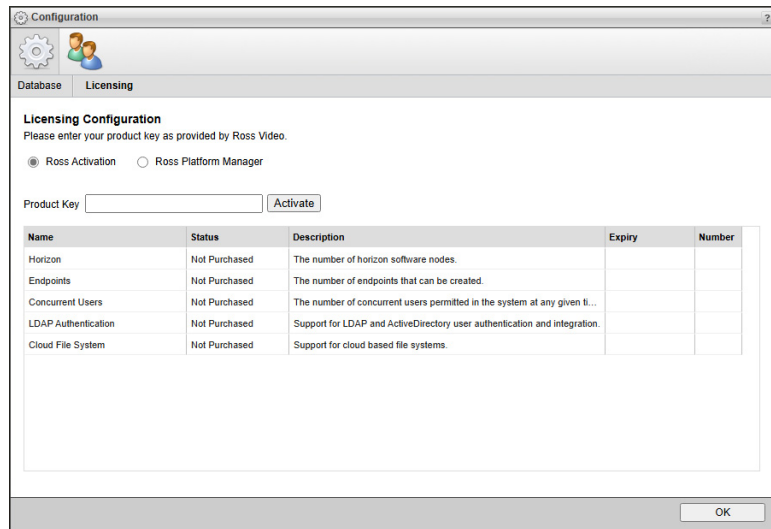 Configuration ?
Database Licensing
Licensing Configuration
Please enter your product key as provided by Ross Video.
Ross Activation Ross Platform Manager
Product Key Activate
Name Status Description Expiry Number
Horizon Not Purchased The number of horizon software nodes.
Endpoints Not Purchased The number of endpoints that can be created.
Concurrent Users Not Purchased The number of concurrent users permitted in the system at any given ti...
LDAP Authentication Not Purchased Support for LDAP and ActiveDirectory user authentication and integration.
Cloud File System Not Purchased Support for cloud based file systems.
OK